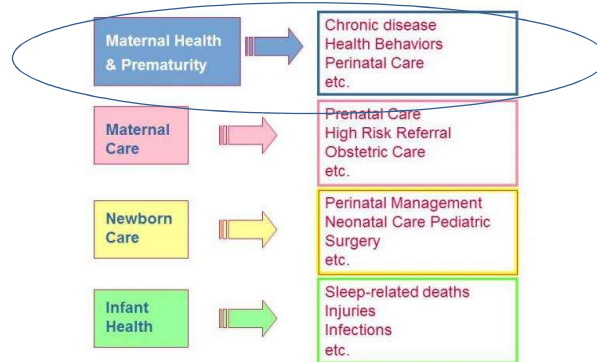 Maternal Health
& Prematurity
Chronic disease
Health Behaviors
Perinatal Care
etc.
Maternal
Care
Prenatal Care
High Risk Referral
Obstetric Care
etc.
Newborn
Care
Perinatal Management
Neonatal Care Pediatric
Surgery
etc.
Infant
Health
Sleep-related deaths
Injuries
Infections
etc.